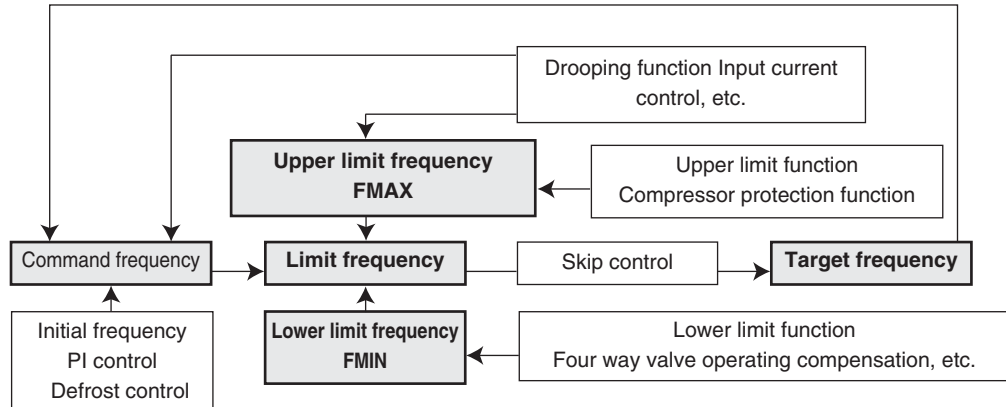 Drooping function Input current
control, etc.
Upper limit frequency
FMAX
Upper limit function
Compressor protection function
Command frequency
Limit frequency
Skip control
Target frequency
Initial frequency
PI control
Defrost control
Lower limit frequency
FMIN
Lower limit function
Four way valve operating compensation, etc.